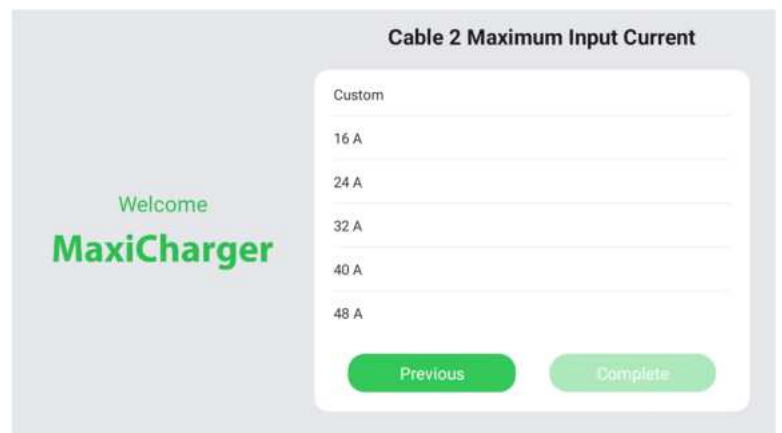 Cable 2 Maximum Input Current
Custom
16 A
24 A
Welcome
32 A
MaxiCharger
40 A
48 A
Previous
Complete